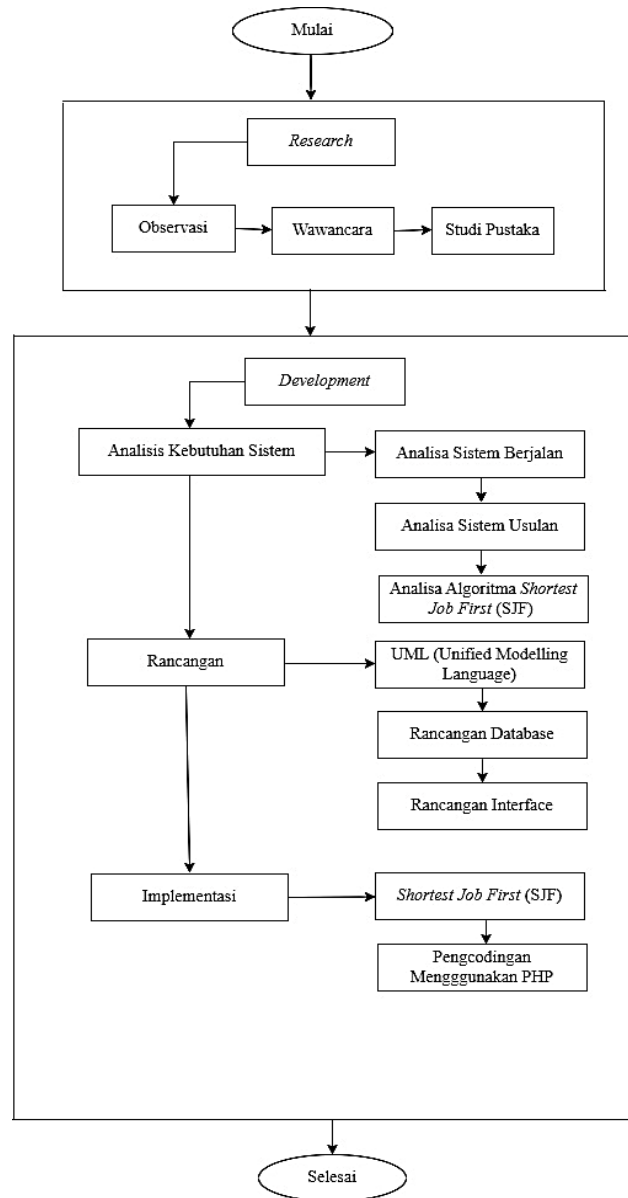 Mulai
Research
Observasi
Wawancara
Studi Pustaka
Development
Analisis Kebutuhan Sistem
Analisa Sistem Berjalan
Analisa Sistem Usulan
Analisa Algoritma Shortest
Job First (SJF)
Rancangan
UML (Unified Modelling
Language)
Rancangan Database
Rancangan Interface
Implementasi
Shortest Job First (SJF)
Pengcodingan
Mengggunakan PHP
Selesai